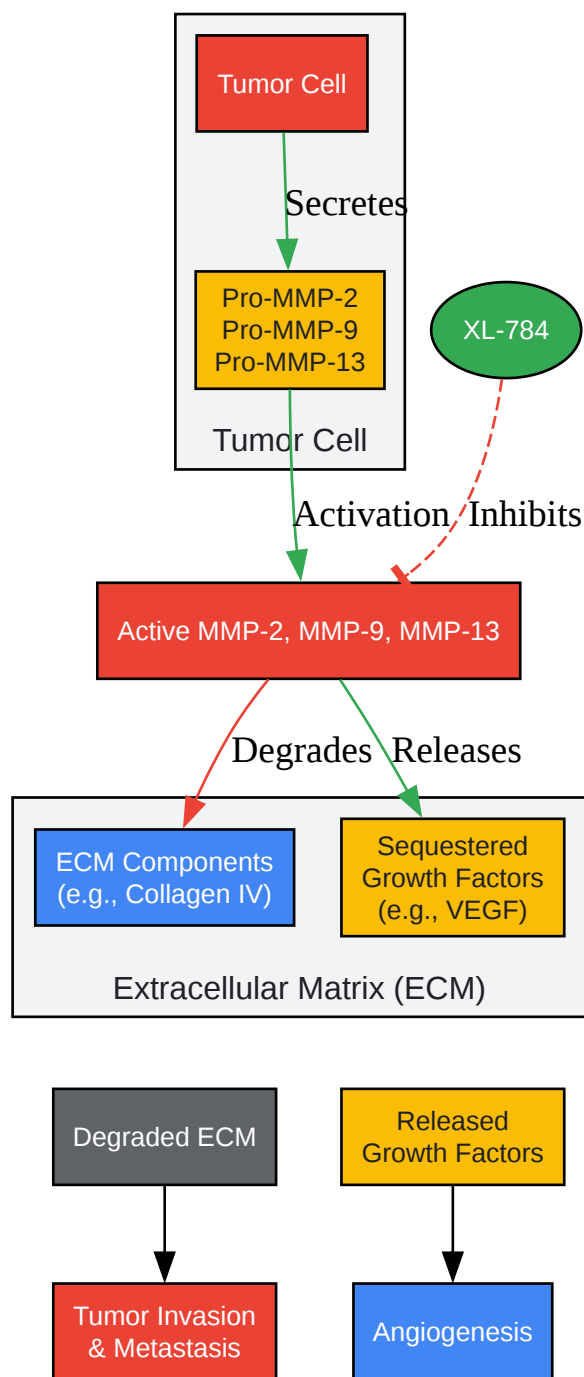 Tumor Cell
Secretes
Pro-MMP-2
Pro-MMP-9
Pro-MMP-13
XL-784
Tumor Cell
Activation
Inhibits
Active MMP-2, MMP-9, MMP-13
Degrades
Releases
ECM Components
(e.g., Collagen IV)
Sequestered
Growth Factors
(e.g., VEGF)
Extracellular Matrix (ECM)
Degraded ECM
Released
Growth Factors
Tumor Invasion
& Metastasis
Angiogenesis